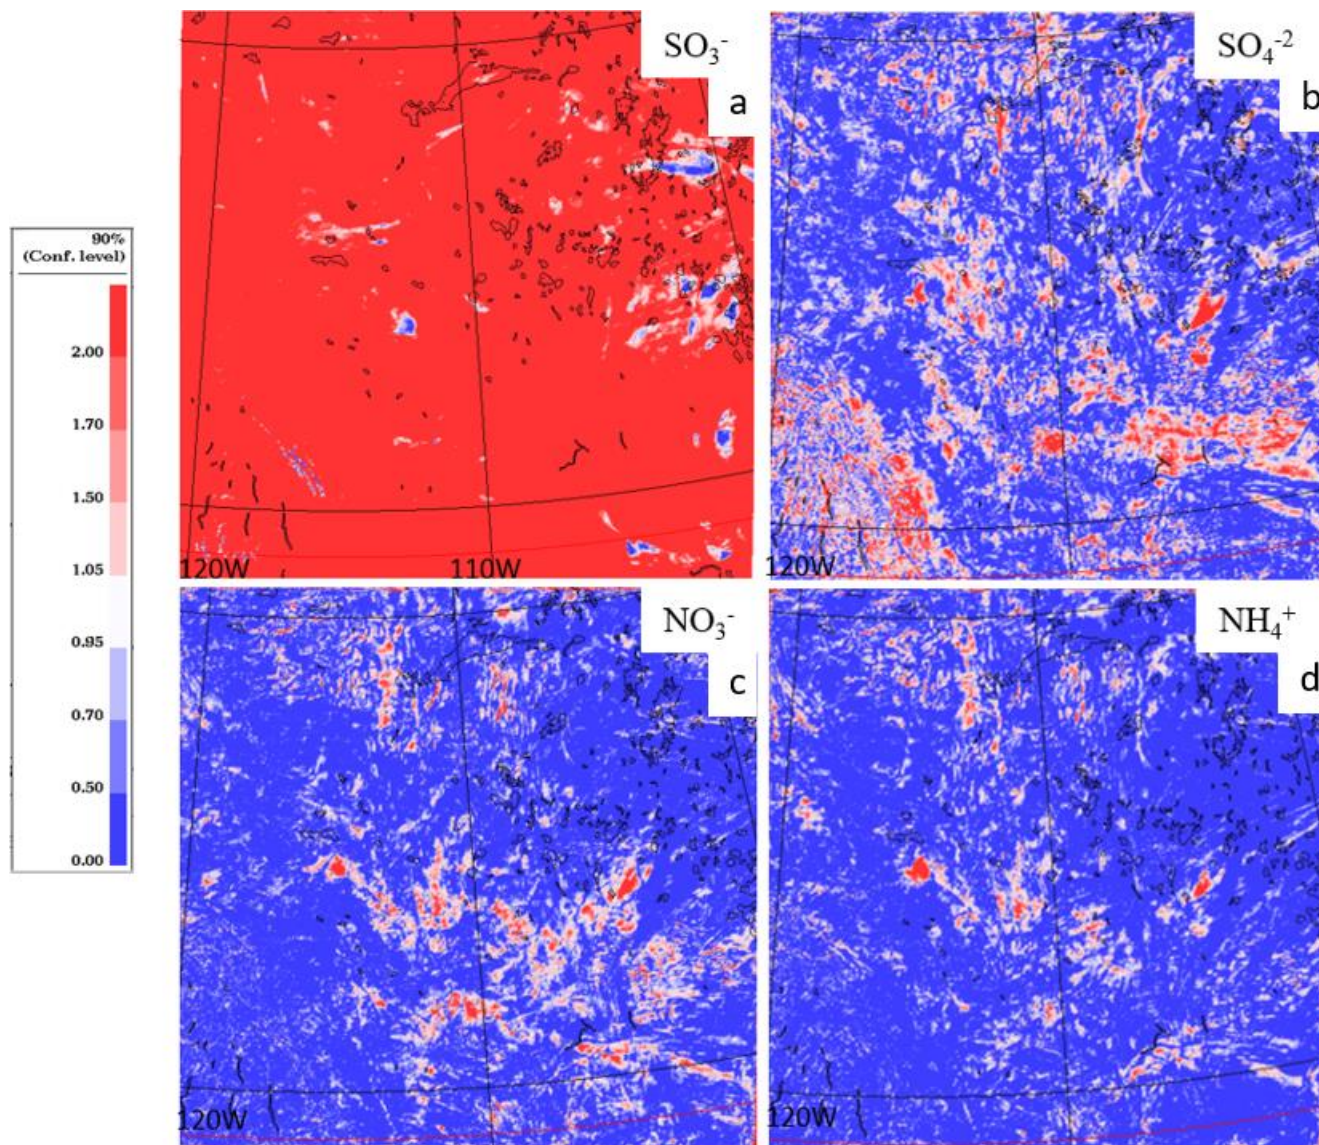 SO₃⁻
a
SO₄⁻²
b
90%
(Conf. level)
2.00
1.70
1.50
1.05
0.95
0.70
0.50
0.00
120W
110W
120W
NO₃⁻
c
NH₄⁺
d
120W
120W